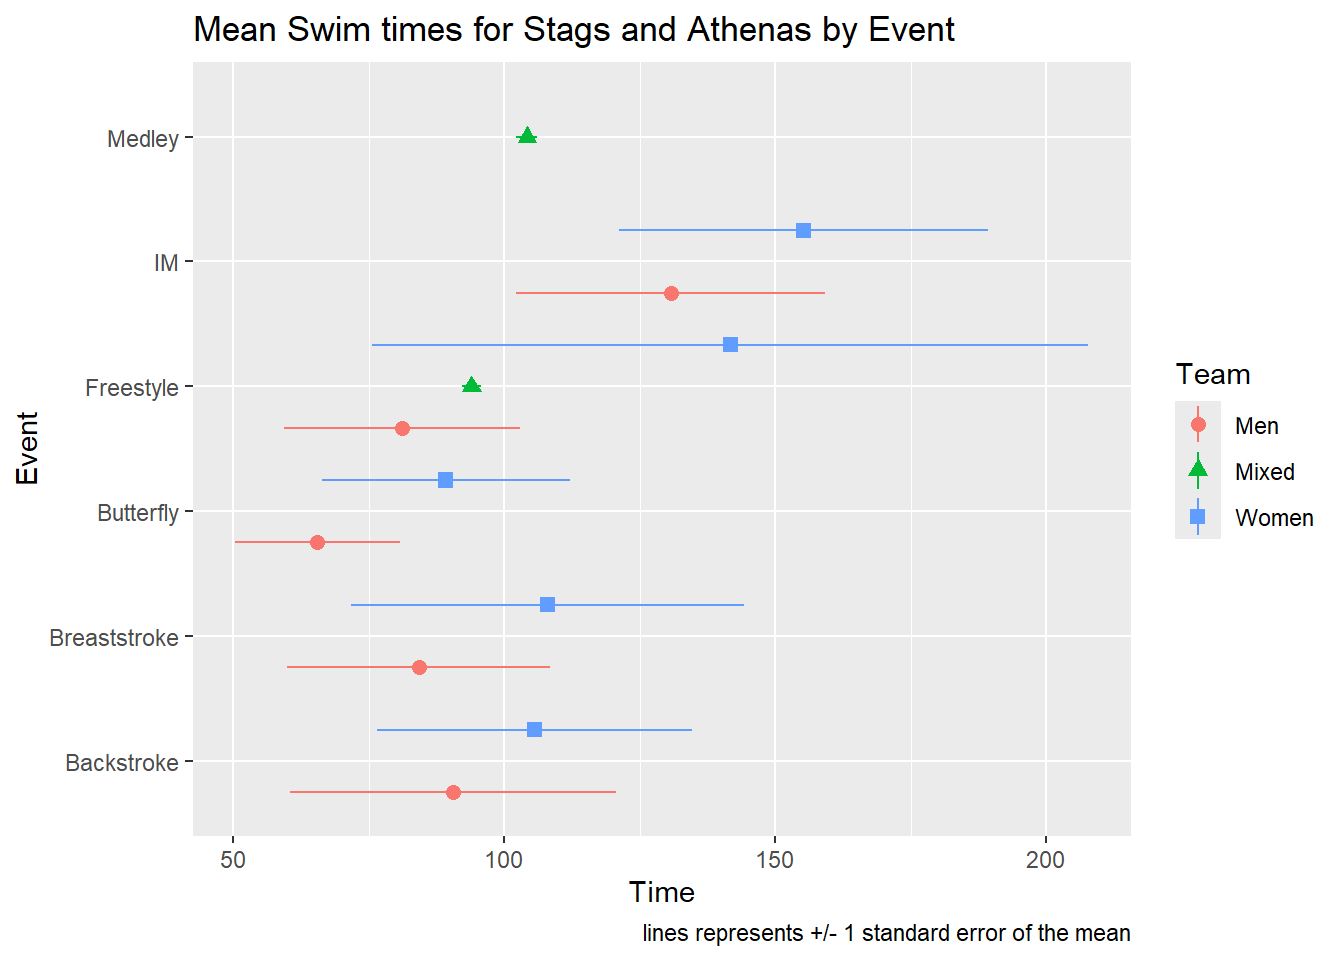 Mean Swim times for Stags and Athenas by Event
Medley
IM
Freestyle
Butterfly
Breaststroke
Backstroke
Event
50 100 150 200
Time
lines represents +/- 1 standard error of the mean
Team
Men
Mixed
Women